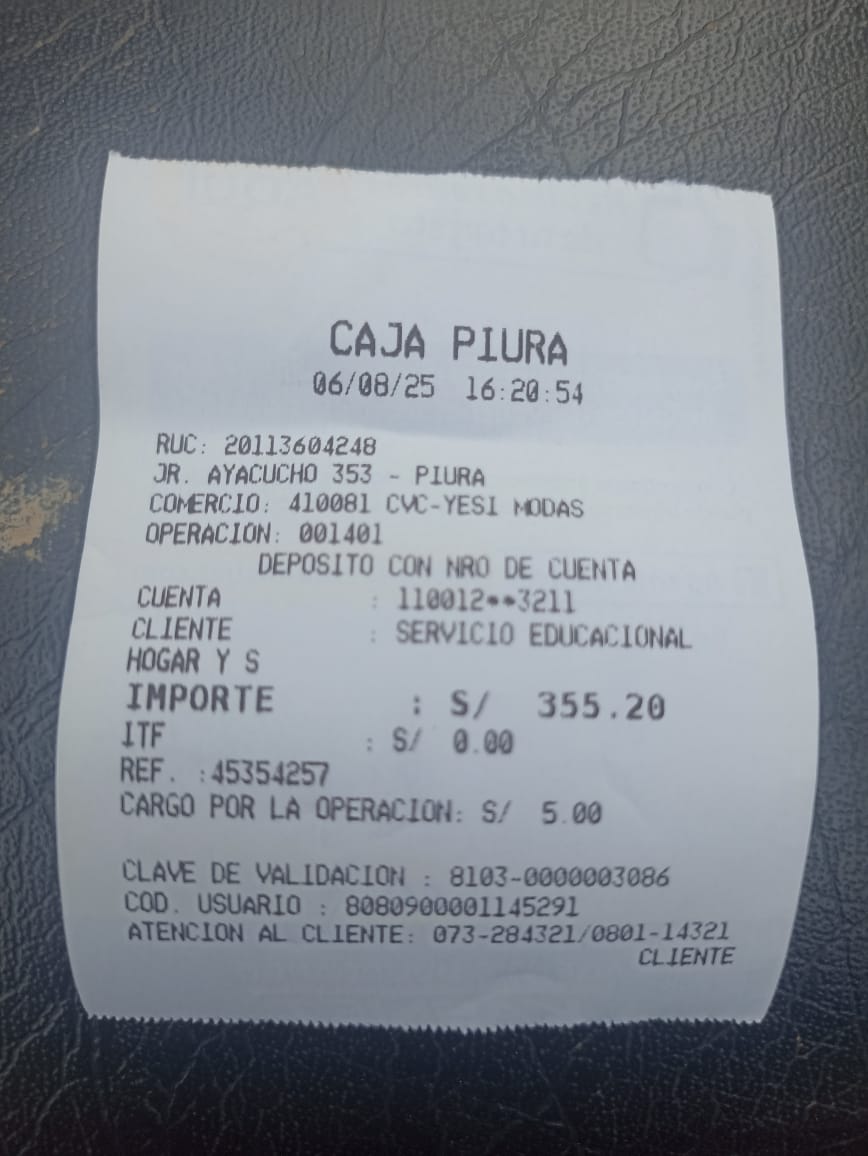 CAJA PIURA
06/08/25 16:20:54
RUC: 20113604248
JR. AYACUCHO 353 - PIURA
COMERCIO: 410081 CVC-YESI MODAS
OPERACION: 001401
DEPOSITO CON NRO DE CUENTA
CUENTA : 110012**3211
CLIENTE : SERVICIO EDUCACIONAL
HOGAR Y S
IMPORTE : S/ 355.20
ITF : S/ 0.00
REF. :45354257
CARGO POR LA OPERACION: S/ 5.00
CLAVE DE VALIDACION : 8103-0000003086
COD. USUARIO : 8080900001145291
ATENCION AL CLIENTE: 073-284321/0801-14321
CLIENTE